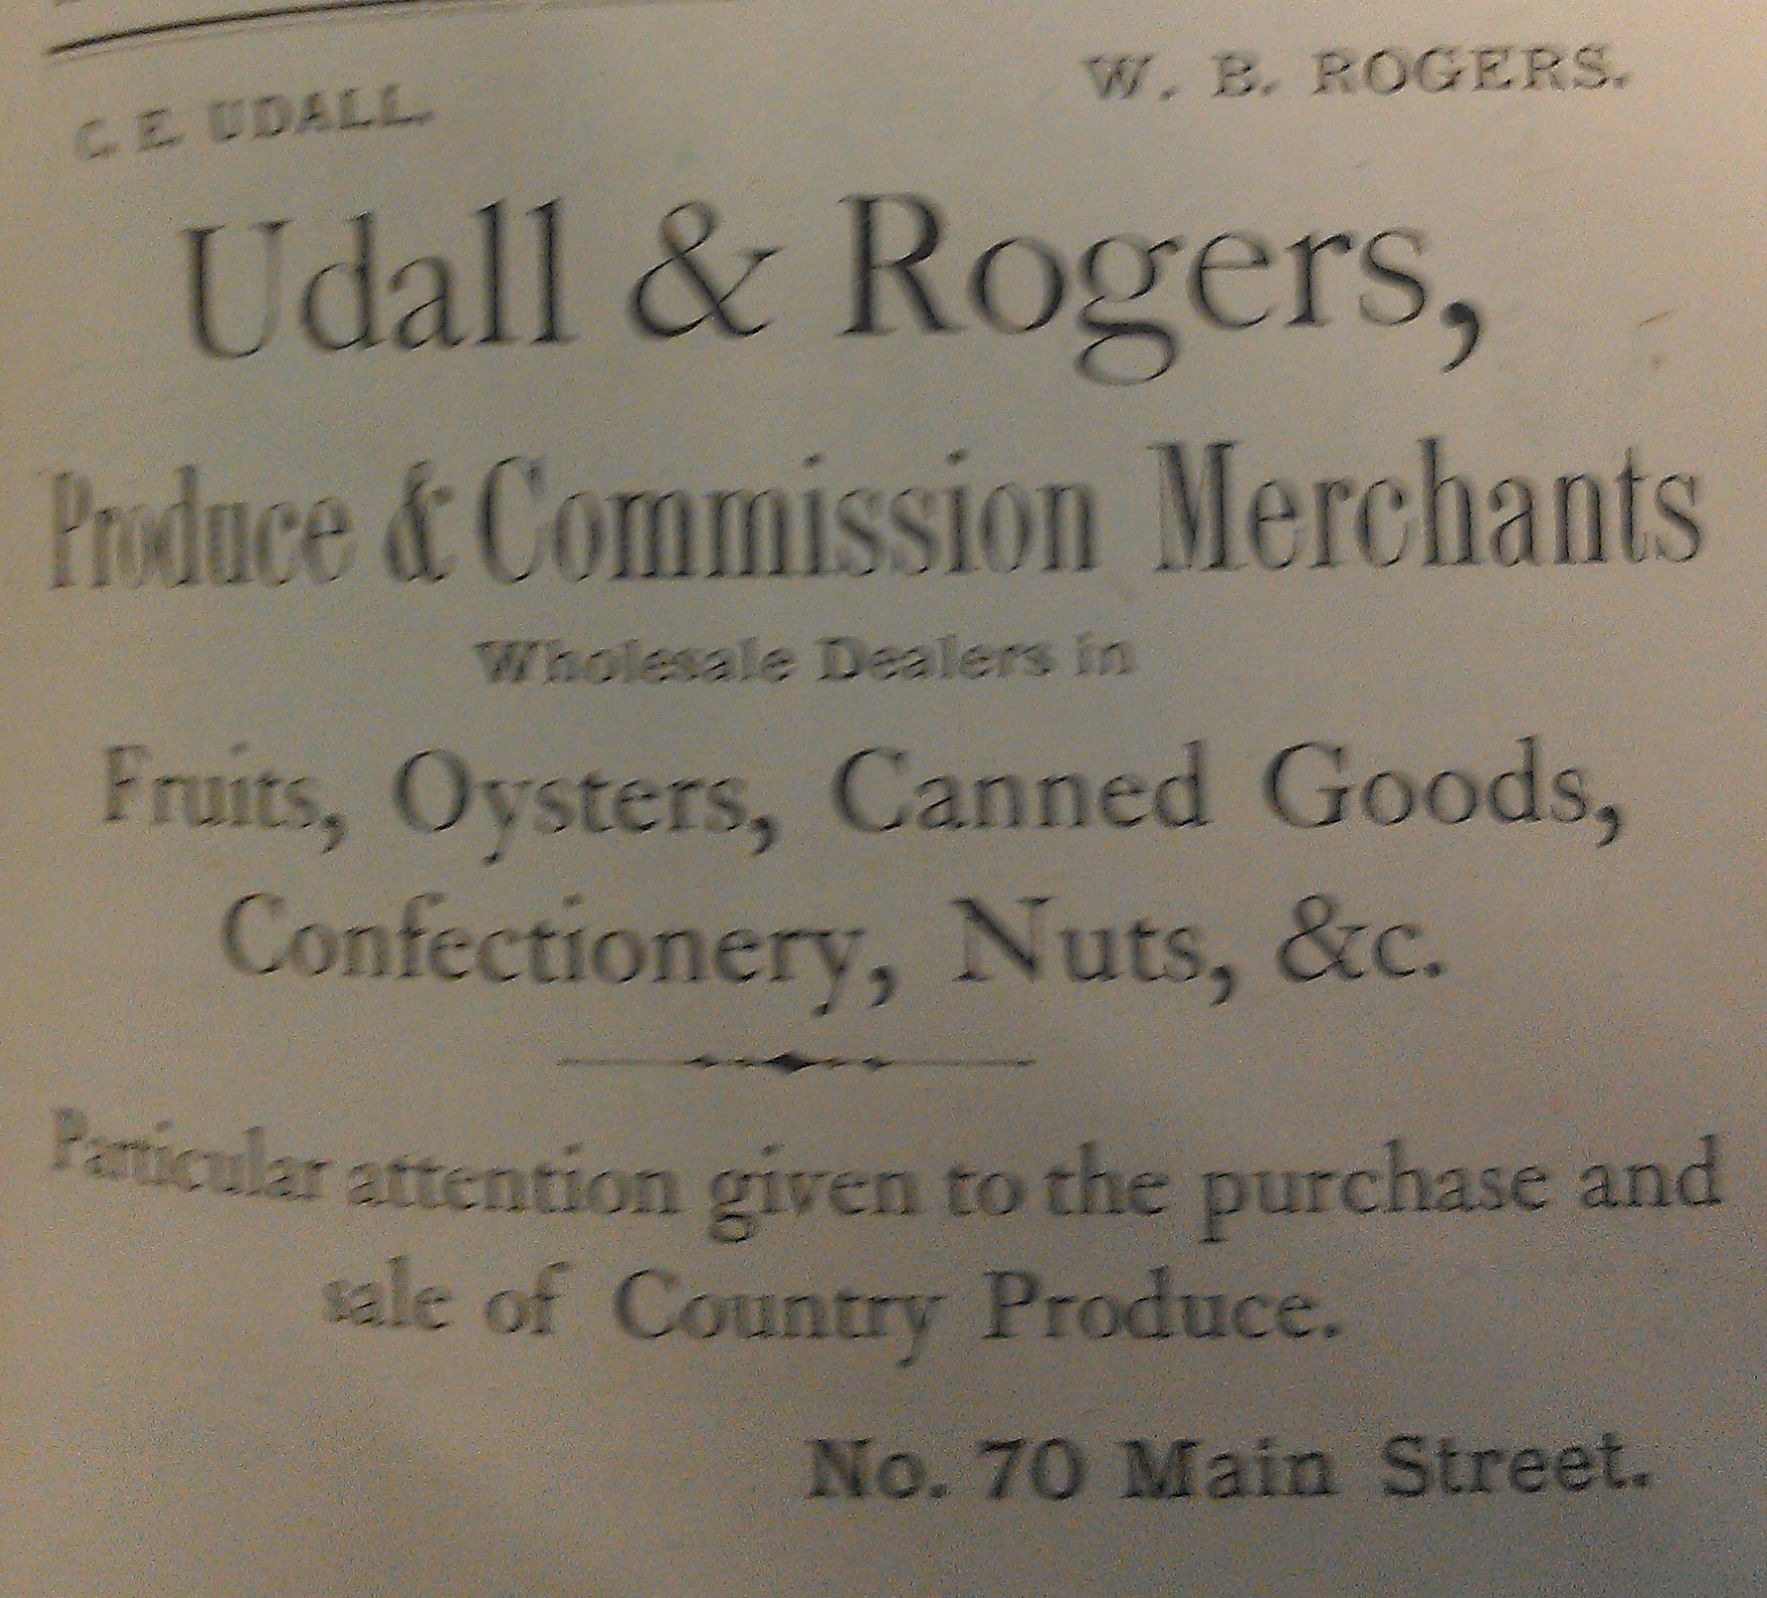 C. E. UDALL. W. B. ROGERS.
Udall & Rogers,
Produce & Commission Merchants
Wholesale Dealers in
Fruits, Oysters, Canned Goods,
Confectionery, Nuts, &c.
Particular attention given to the purchase and
sale of Country Produce.
No. 70 Main Street.